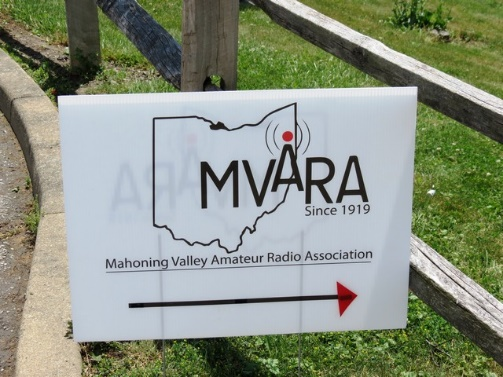 MVARA
Since 1919
Mahoning Valley Amateur Radio Association